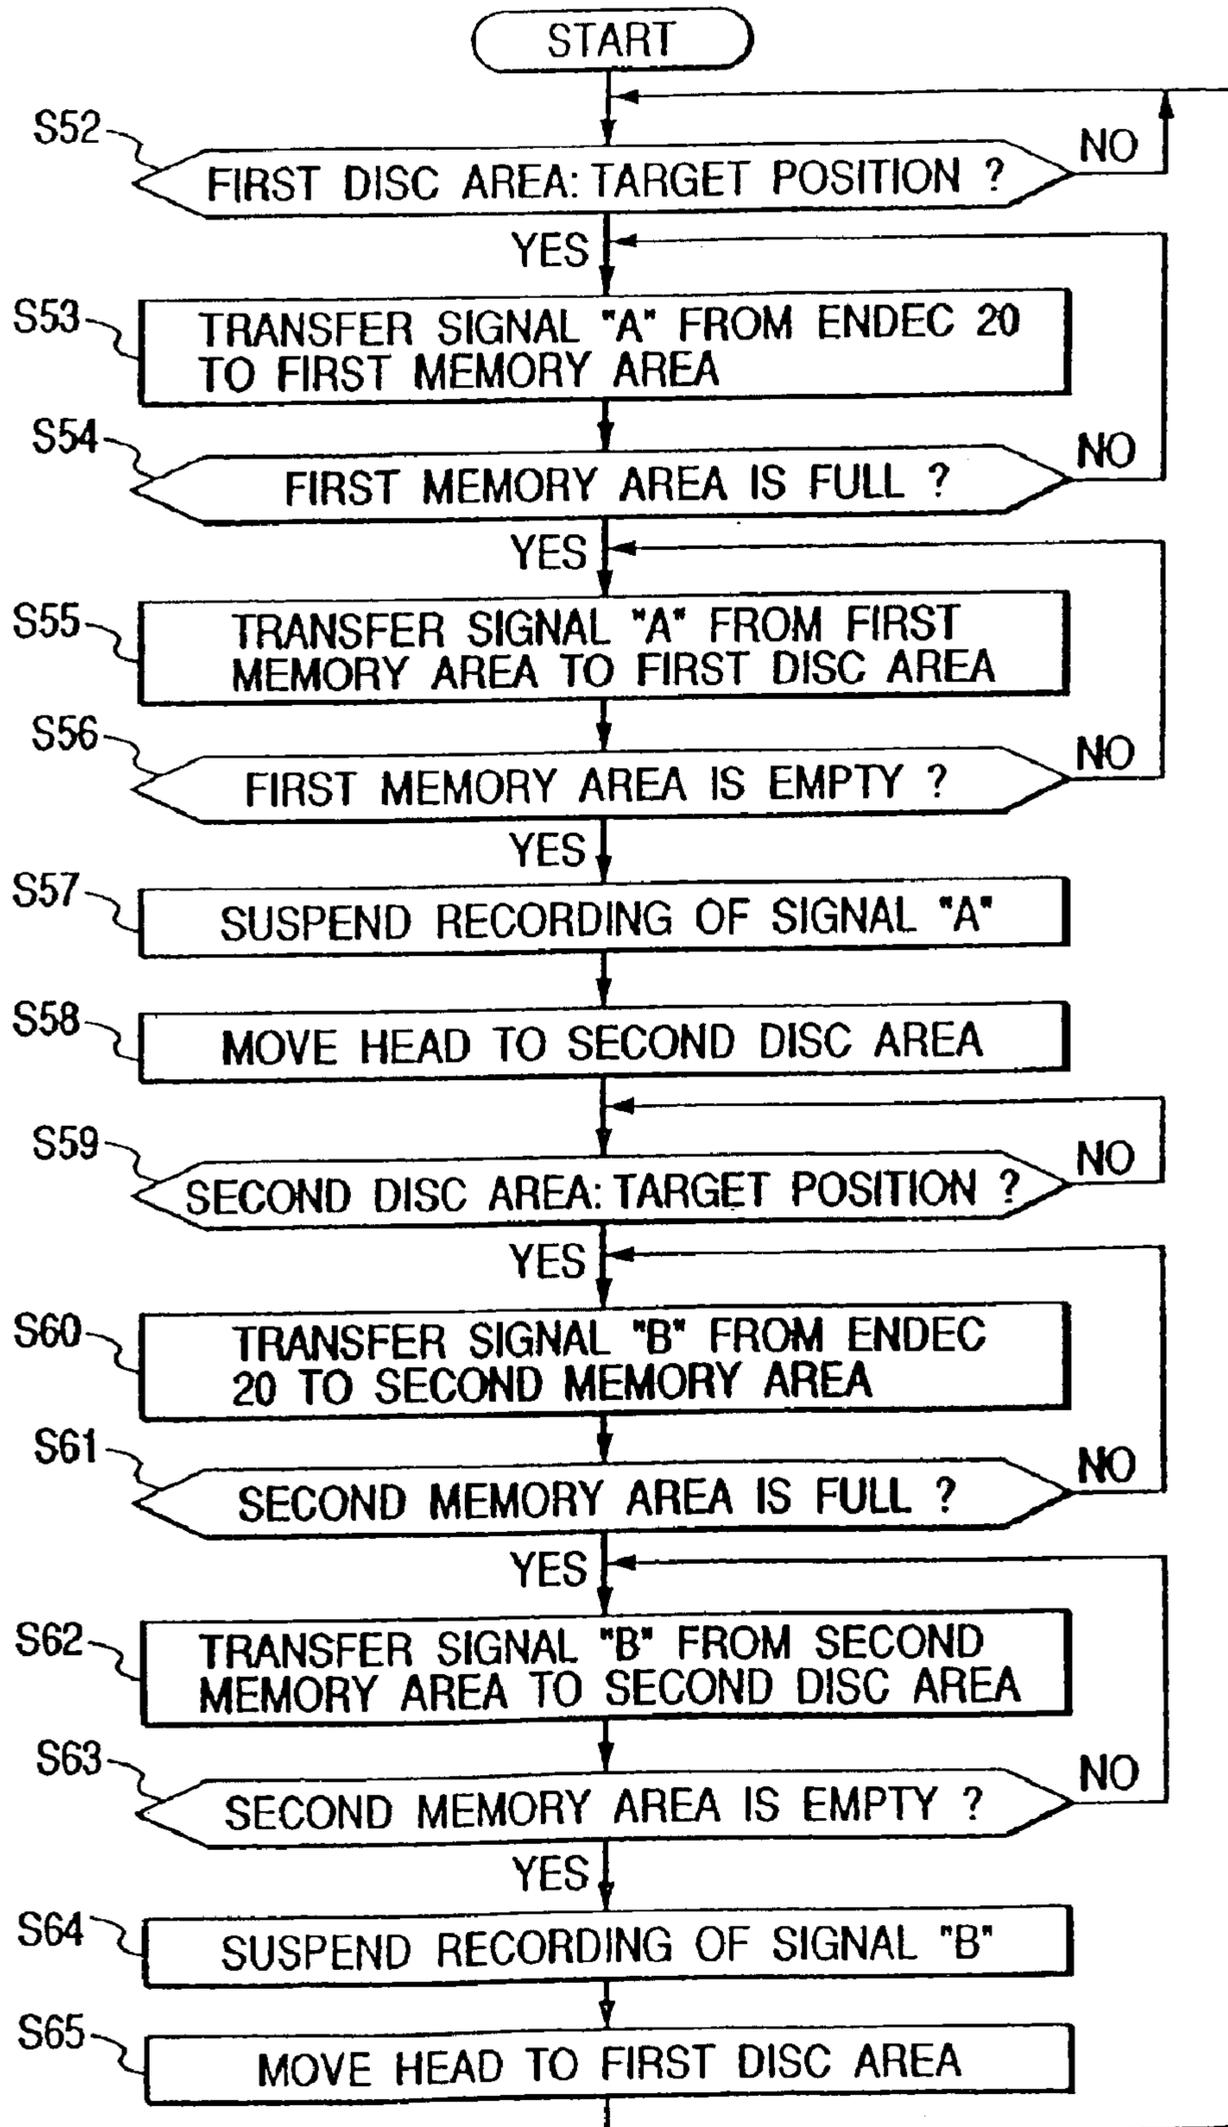 START
S52
FIRST DISC AREA: TARGET POSITION ?
NO
YES
S53
TRANSFER SIGNAL "A" FROM ENDEC 20
TO FIRST MEMORY AREA
S54
FIRST MEMORY AREA IS FULL ?
NO
YES
S55
TRANSFER SIGNAL "A" FROM FIRST
MEMORY AREA TO FIRST DISC AREA
S56
FIRST MEMORY AREA IS EMPTY ?
NO
YES
S57
SUSPEND RECORDING OF SIGNAL "A"
S58
MOVE HEAD TO SECOND DISC AREA
S59
SECOND DISC AREA: TARGET POSITION ?
NO
YES
S60
TRANSFER SIGNAL "B" FROM ENDEC
20 TO SECOND MEMORY AREA
S61
SECOND MEMORY AREA IS FULL ?
NO
YES
S62
TRANSFER SIGNAL "B" FROM SECOND
MEMORY AREA TO SECOND DISC AREA
S63
SECOND MEMORY AREA IS EMPTY ?
NO
YES
S64
SUSPEND RECORDING OF SIGNAL "B"
S65
MOVE HEAD TO FIRST DISC AREA